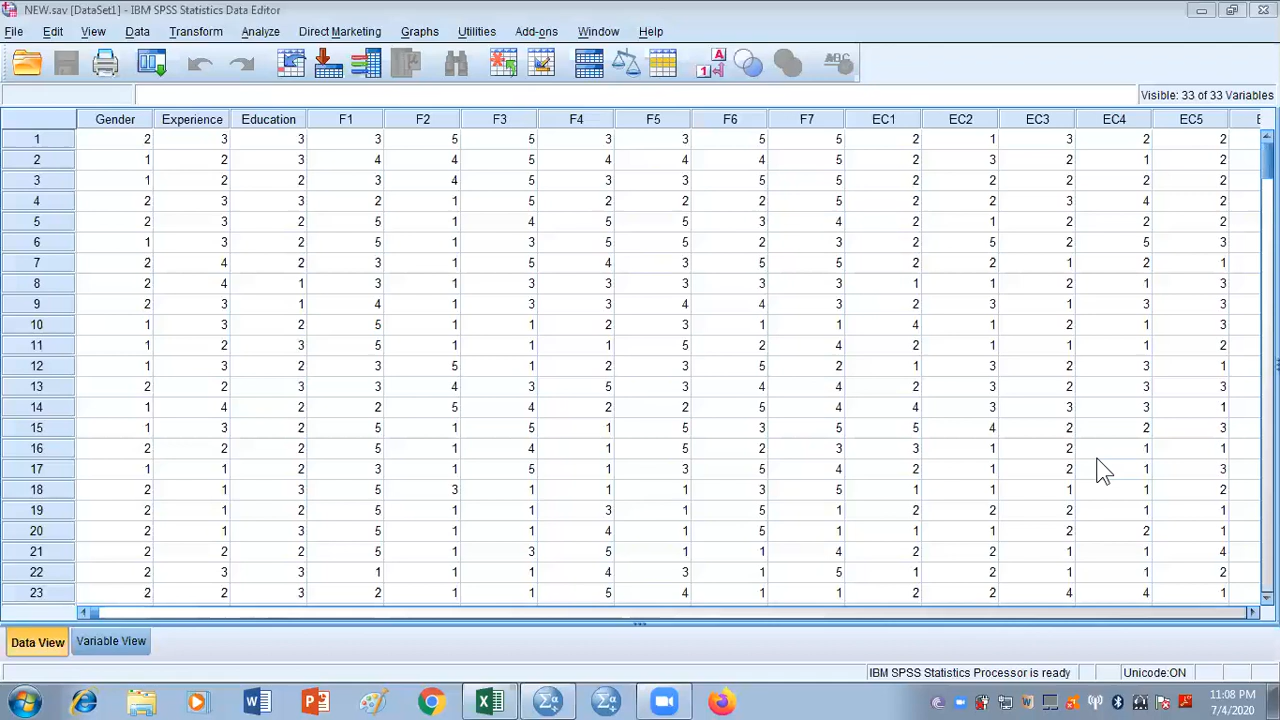 NEW.sav [DataSet1] - IBM SPSS Statistics Data Editor
File Edit View Data Transform Analyze Direct Marketing Graphs Utilities Add-ons Window Help
Visible: 33 of 33 Variables
Gender Experience Education F1 F2 F3 F4 F5 F6 F7 EC1 EC2 EC3 EC4 EC5 E
1 2 3 3 3 5 5 3 3 5 5 2 1 3 2 2
2 1 2 3 4 4 5 4 4 4 5 2 3 2 1 2
3 1 2 2 3 4 5 3 3 5 5 2 2 2 2 2
4 2 3 3 2 1 5 2 2 2 5 2 2 3 4 2
5 2 3 2 5 1 4 5 5 3 4 2 1 2 2 2
6 1 3 2 5 1 3 5 5 2 3 2 5 2 5 3
7 2 4 2 3 1 5 4 3 5 5 2 2 1 2 1
8 2 4 1 3 1 3 3 3 3 3 1 1 2 1 3
9 2 3 1 4 1 3 3 4 4 3 2 3 1 3 3
10 1 3 2 5 1 1 2 3 1 1 4 1 2 1 3
11 1 2 3 5 1 1 1 5 2 4 2 1 1 1 2
12 1 3 2 3 5 1 2 3 5 2 1 3 2 3 1
13 2 2 3 3 4 3 5 3 4 4 2 3 2 3 3
14 1 4 2 2 5 4 2 2 5 4 4 3 3 3 1
15 1 3 2 5 1 5 1 5 3 5 5 4 2 2 3
16 2 2 2 5 1 4 1 5 2 3 3 1 2 1 1
17 1 1 2 3 1 5 1 3 5 4 2 1 2 1 3
18 2 1 3 5 3 1 1 1 3 5 1 1 1 1 2
19 2 1 2 5 1 1 3 1 5 1 2 2 2 1 1
20 2 1 3 5 1 1 4 1 5 1 1 1 2 2 1
21 2 2 2 5 1 3 5 1 1 4 2 2 1 1 4
22 2 3 3 1 1 1 4 3 1 5 1 2 1 1 2
23 2 2 3 2 1 1 5 4 1 1 2 2 4 4 1
Data View Variable View
IBM SPSS Statistics Processor is ready Unicode:ON
11:08 PM
7/4/2020